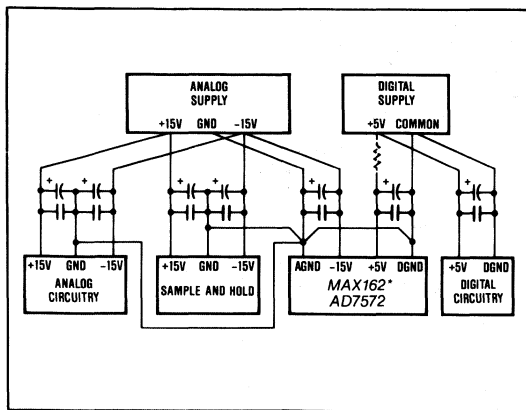 ANALOG
SUPPLY
+15V GND −15V
DIGITAL
SUPPLY
+5V COMMON
+ + + + + + + +
+15V GND −15V
ANALOG
CIRCUITRY
+15V GND −15V
SAMPLE AND HOLD
AGND −15V +5V DGND
MAX162*
AD7572
+5V DGND
DIGITAL
CIRCUITRY